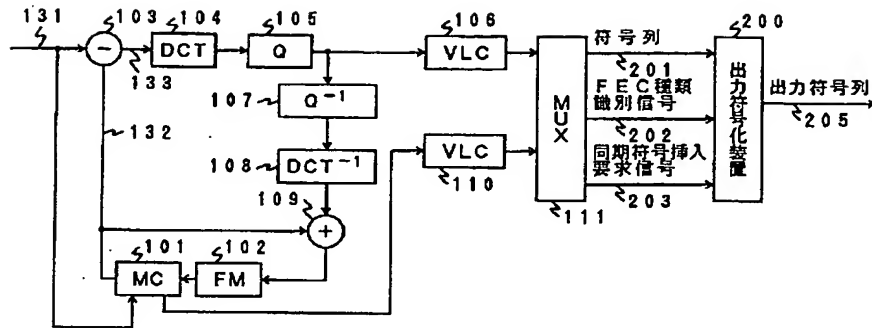 131
103
104
105
106
−
DCT
Q
VLC
133
107
Q⁻¹
132
108
DCT⁻¹
109
+
101
102
MC
FM
VLC
110
MUX
111
符号列
201
FEC種類
識別信号
202
同期符号挿入
要求信号
203
200
出力符号化装置
出力符号列
205